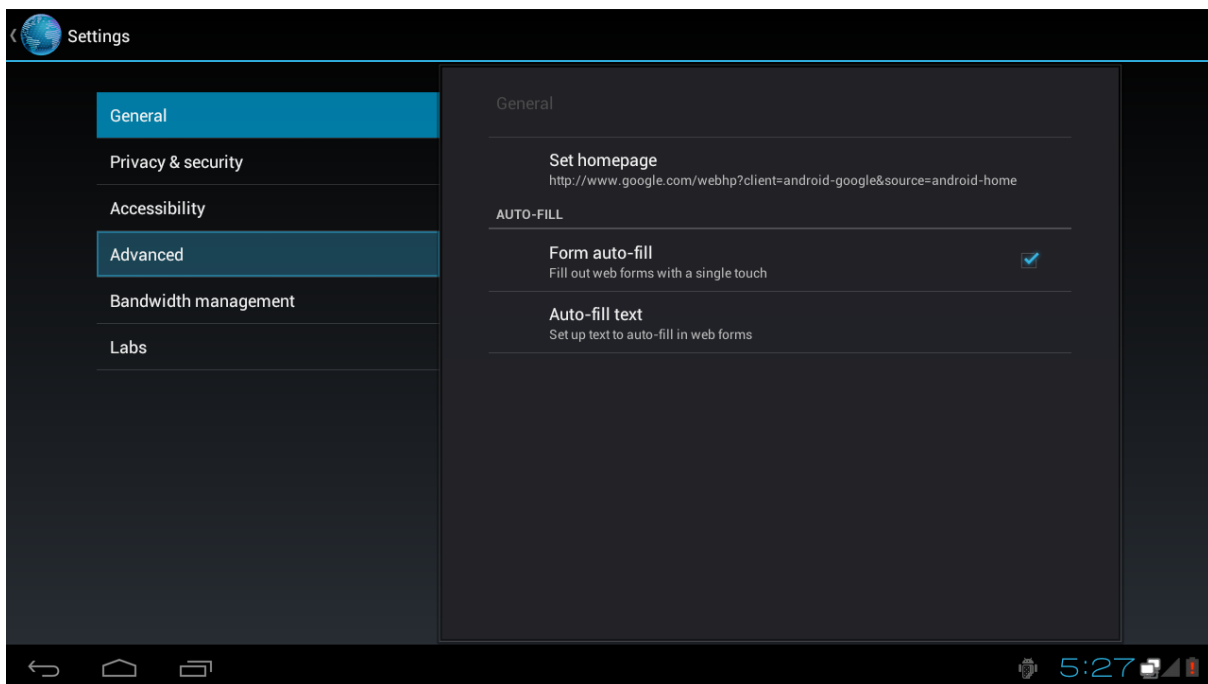 Settings
General
Privacy & security
Accessibility
Advanced
Bandwidth management
Labs
General
Set homepage
http://www.google.com/webhp?client=android-google&source=android-home
AUTO-FILL
Form auto-fill
Fill out web forms with a single touch
Auto-fill text
Set up text to auto-fill in web forms
5:27